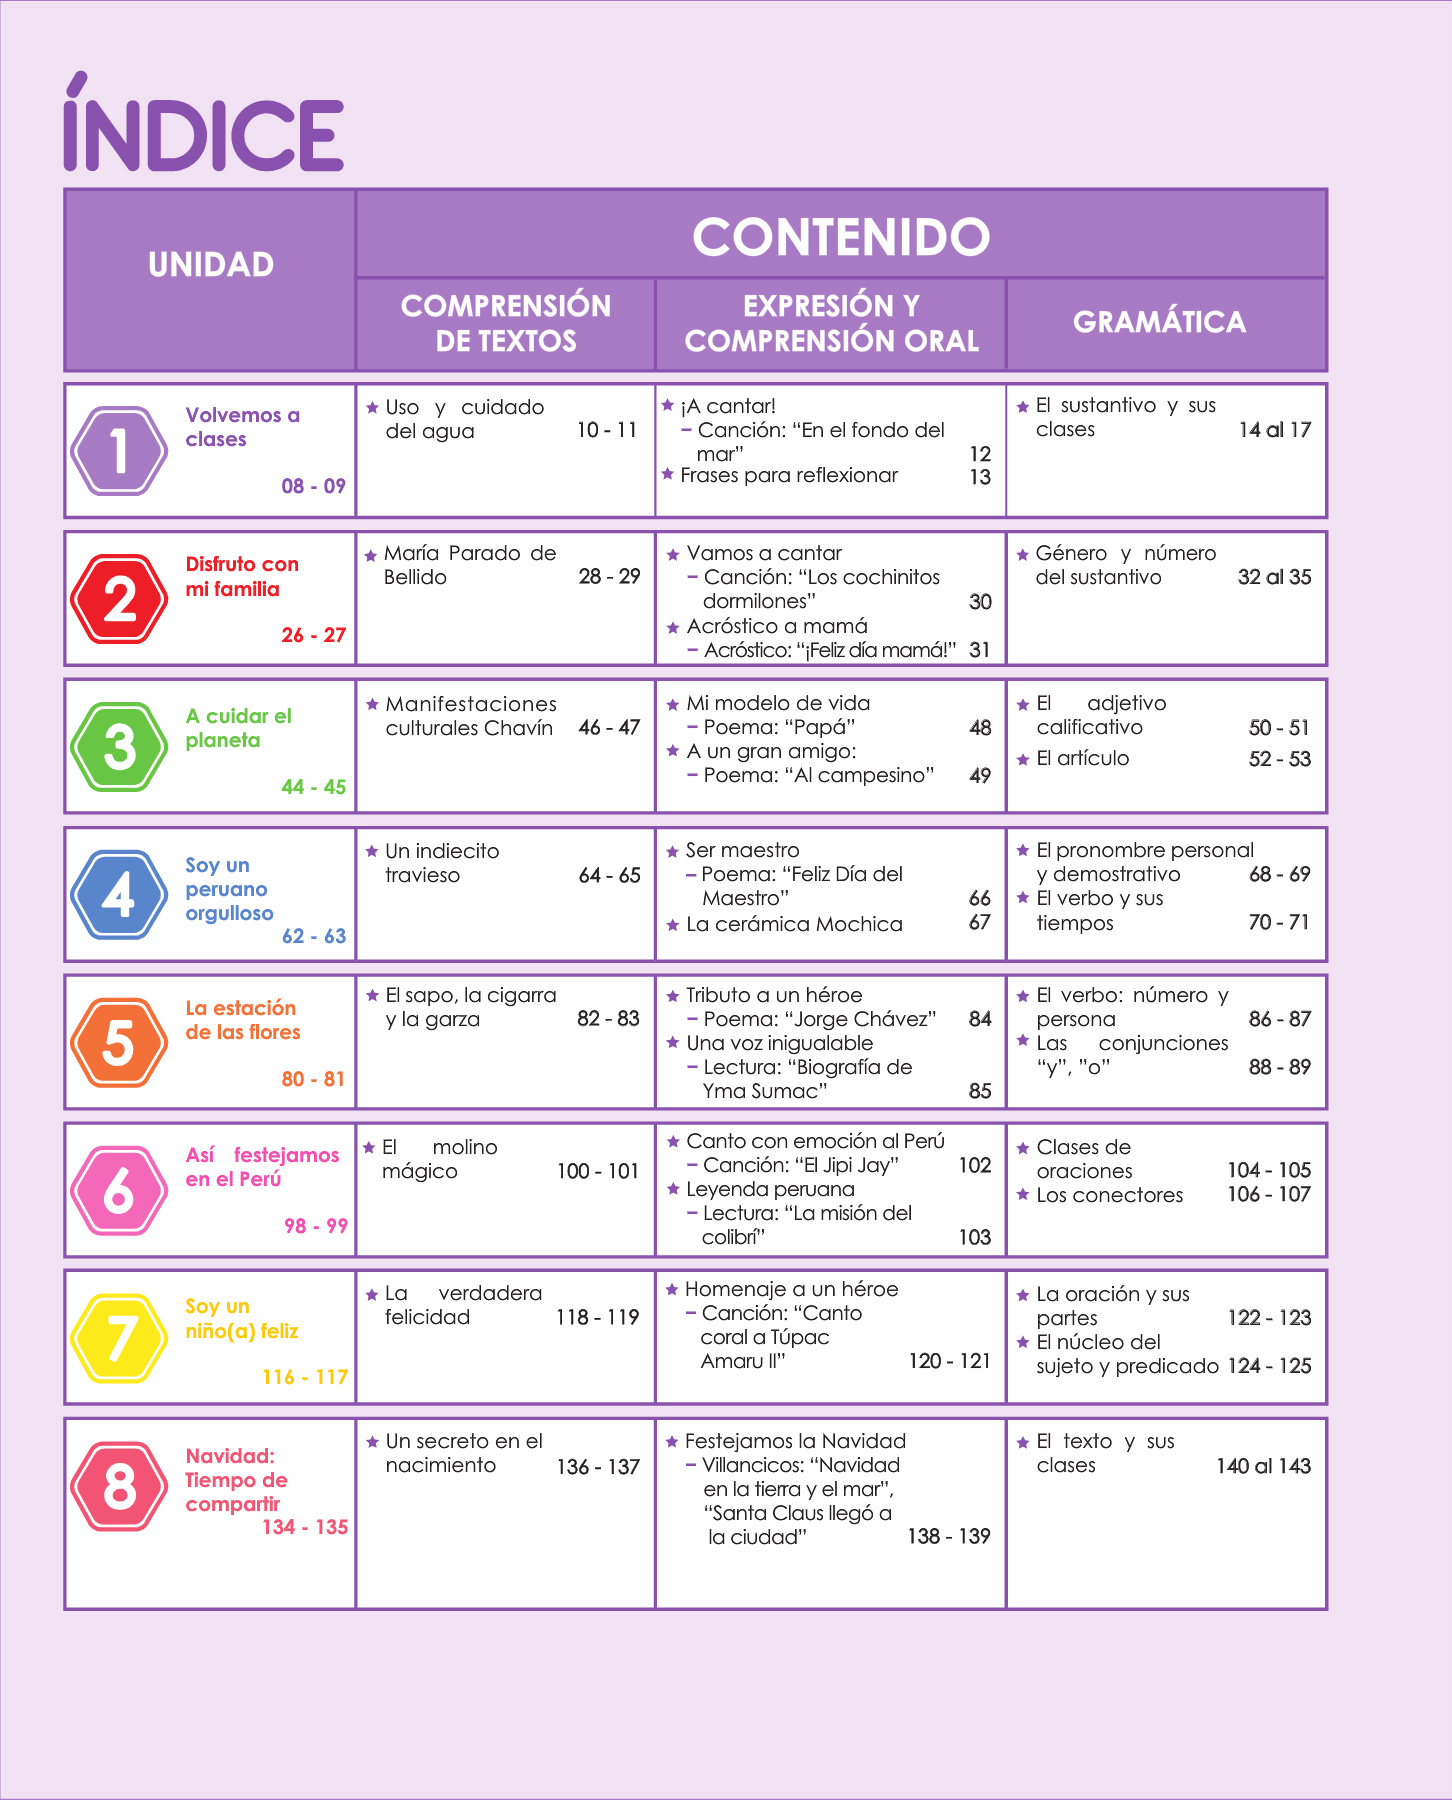 ÍNDICE
UNIDAD
CONTENIDO
COMPRENSIÓN
DE TEXTOS
EXPRESIÓN Y
COMPRENSIÓN ORAL
GRAMÁTICA
1
Volvemos a
clases
08 - 09
Uso y cuidado
del agua 10 - 11
¡A cantar!
– Canción: “En el fondo del
mar” 12
Frases para reflexionar 13
El sustantivo y sus
clases 14 al 17
2
Disfruto con
mi familia
26 - 27
María Parado de
Bellido 28 - 29
Vamos a cantar
– Canción: “Los cochinitos
dormilones” 30
Acróstico a mamá
– Acróstico: “¡Feliz día mamá!” 31
Género y número
del sustantivo 32 al 35
3
A cuidar el
planeta
44 - 45
Manifestaciones
culturales Chavín 46 - 47
Mi modelo de vida
– Poema: “Papá” 48
A un gran amigo:
– Poema: “Al campesino” 49
El adjetivo
calificativo 50 - 51
El artículo 52 - 53
4
Soy un
peruano
orgulloso
62 - 63
Un indiecito
travieso 64 - 65
Ser maestro
– Poema: “Feliz Día del
Maestro” 66
La cerámica Mochica 67
El pronombre personal
y demostrativo 68 - 69
El verbo y sus
tiempos 70 - 71
5
La estación
de las flores
80 - 81
El sapo, la cigarra
y la garza 82 - 83
Tributo a un héroe
– Poema: “Jorge Chávez” 84
Una voz inigualable
– Lectura: “Biografía de
Yma Sumac” 85
El verbo: número y
persona 86 - 87
Las conjunciones
“y”, ”o” 88 - 89
6
Así festejamos
en el Perú
98 - 99
El molino
mágico 100 - 101
Canto con emoción al Perú
– Canción: “El Jipi Jay” 102
Leyenda peruana
– Lectura: “La misión del
colibrí” 103
Clases de
oraciones 104 - 105
Los conectores 106 - 107
7
Soy un
niño(a) feliz
116 - 117
La verdadera
felicidad 118 - 119
Homenaje a un héroe
– Canción: “Canto
coral a Túpac
Amaru II” 120 - 121
La oración y sus
partes 122 - 123
El núcleo del
sujeto y predicado 124 - 125
8
Navidad:
Tiempo de
compartir
134 - 135
Un secreto en el
nacimiento 136 - 137
Festejamos la Navidad
– Villancicos: “Navidad
en la tierra y el mar”,
“Santa Claus llegó a
la ciudad” 138 - 139
El texto y sus
clases 140 al 143